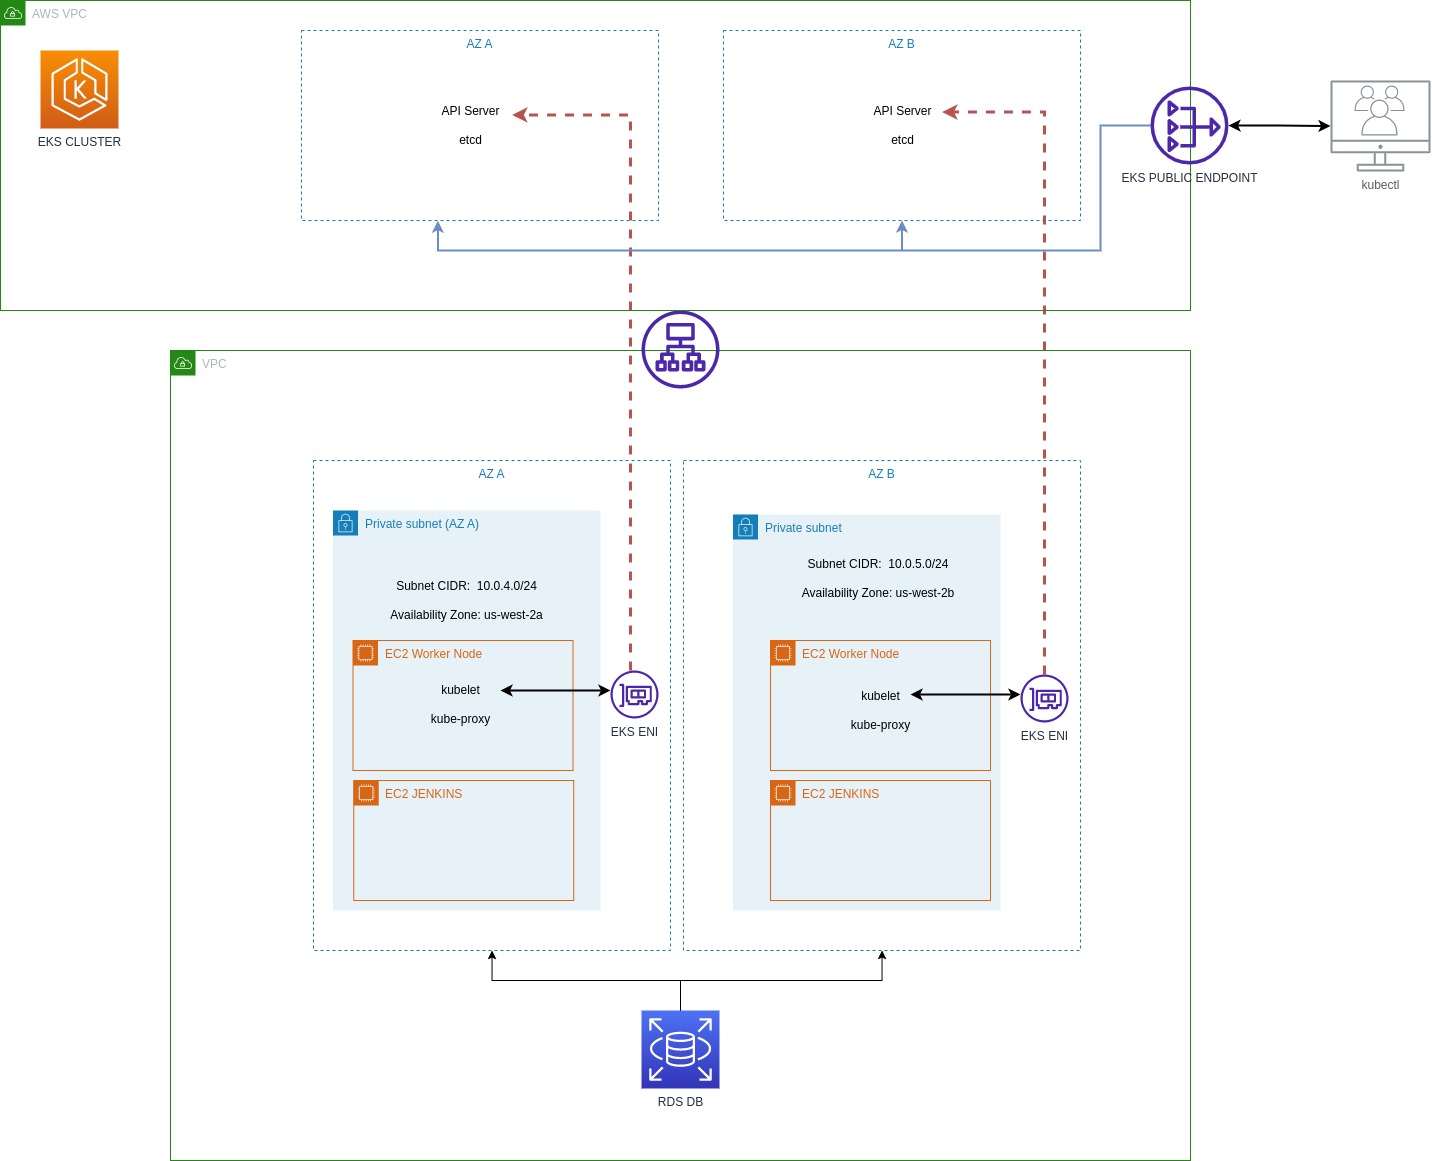 AWS VPC
EKS CLUSTER
AZ A
API Server
etcd
AZ B
API Server
etcd
EKS PUBLIC ENDPOINT
kubectl
VPC
AZ A
Private subnet (AZ A)
Subnet CIDR:  10.0.4.0/24
Availability Zone: us-west-2a
EC2 Worker Node
kubelet
kube-proxy
EKS ENI
EC2 JENKINS
AZ B
Private subnet
Subnet CIDR:  10.0.5.0/24
Availability Zone: us-west-2b
EC2 Worker Node
kubelet
kube-proxy
EKS ENI
EC2 JENKINS
RDS DB